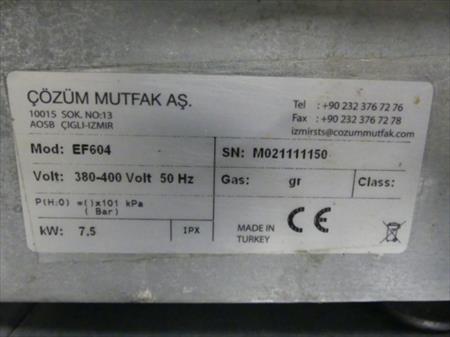 ÇÖZÜM MUTFAK AŞ.
10015 SOK. NO:13
AOSB ÇIGLI-IZMIR
Tel : +90 232 376 72 76
Fax : +90 232 376 72 78
izmirsts@cozummutfak.com
Mod: EF604
SN: M021111150
Volt: 380-400 Volt 50 Hz
Gas: gr
Class:
P(H:O) =()x101 kPa
( Bar)
kW: 7.5
IPX
MADE IN
TURKEY
CE